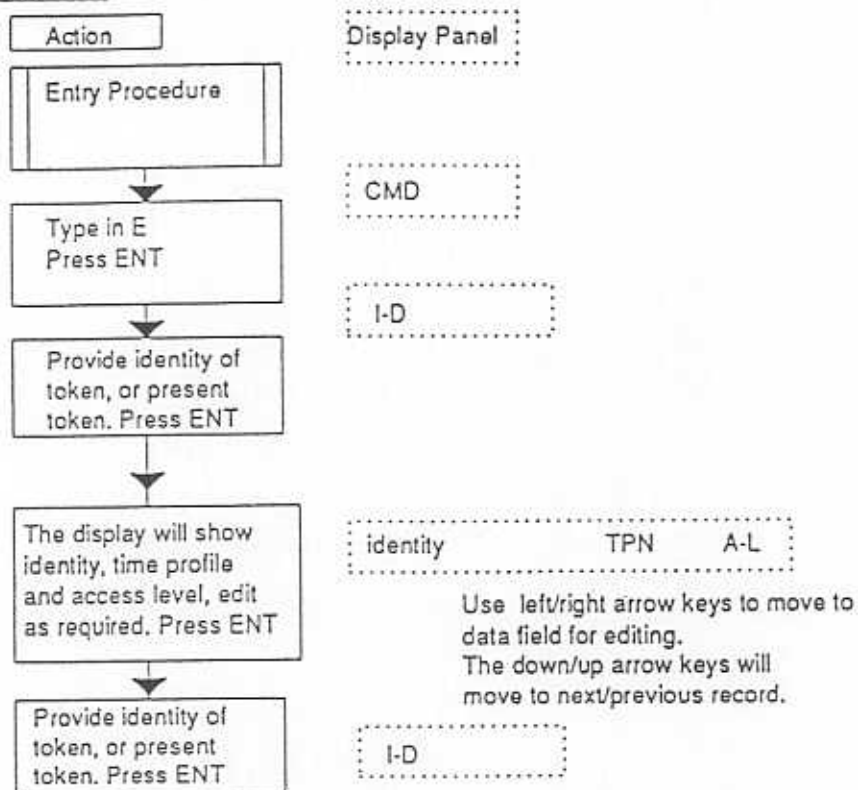 Action
Display Panel
Entry Procedure
CMD
Type in E
Press ENT
I-D
Provide identity of
token, or present
token. Press ENT
The display will show
identity, time profile
and access level, edit
as required. Press ENT
identity TPN A-L
Use left/right arrow keys to move to
data field for editing.
The down/up arrow keys will
move to next/previous record.
Provide identity of
token, or present
token. Press ENT
I-D